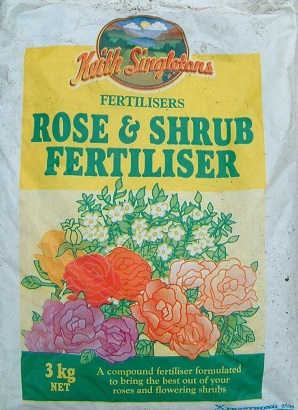 Keith Singletons
FERTILISERS
ROSE & SHRUB
FERTILISER
3 kg
NET
A compound fertiliser formulated
to bring the best out of your
roses and flowering shrubs